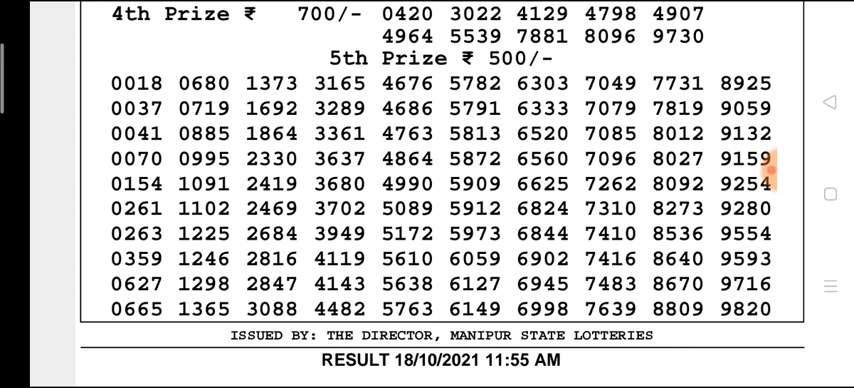 4th Prize ₹ 700/- 0420 3022 4129 4798 4907
4964 5539 7881 8096 9730
5th Prize ₹ 500/-
0018 0680 1373 3165 4676 5782 6303 7049 7731 8925
0037 0719 1692 3289 4686 5791 6333 7079 7819 9059
0041 0885 1864 3361 4763 5813 6520 7085 8012 9132
0070 0995 2330 3637 4864 5872 6560 7096 8027 9159
0154 1091 2419 3680 4990 5909 6625 7262 8092 9254
0261 1102 2469 3702 5089 5912 6824 7310 8273 9280
0263 1225 2684 3949 5172 5973 6844 7410 8536 9554
0359 1246 2816 4119 5610 6059 6902 7416 8640 9593
0627 1298 2847 4143 5638 6127 6945 7483 8670 9716
0665 1365 3088 4482 5763 6149 6998 7639 8809 9820
ISSUED BY: THE DIRECTOR, MANIPUR STATE LOTTERIES
RESULT 18/10/2021 11:55 AM